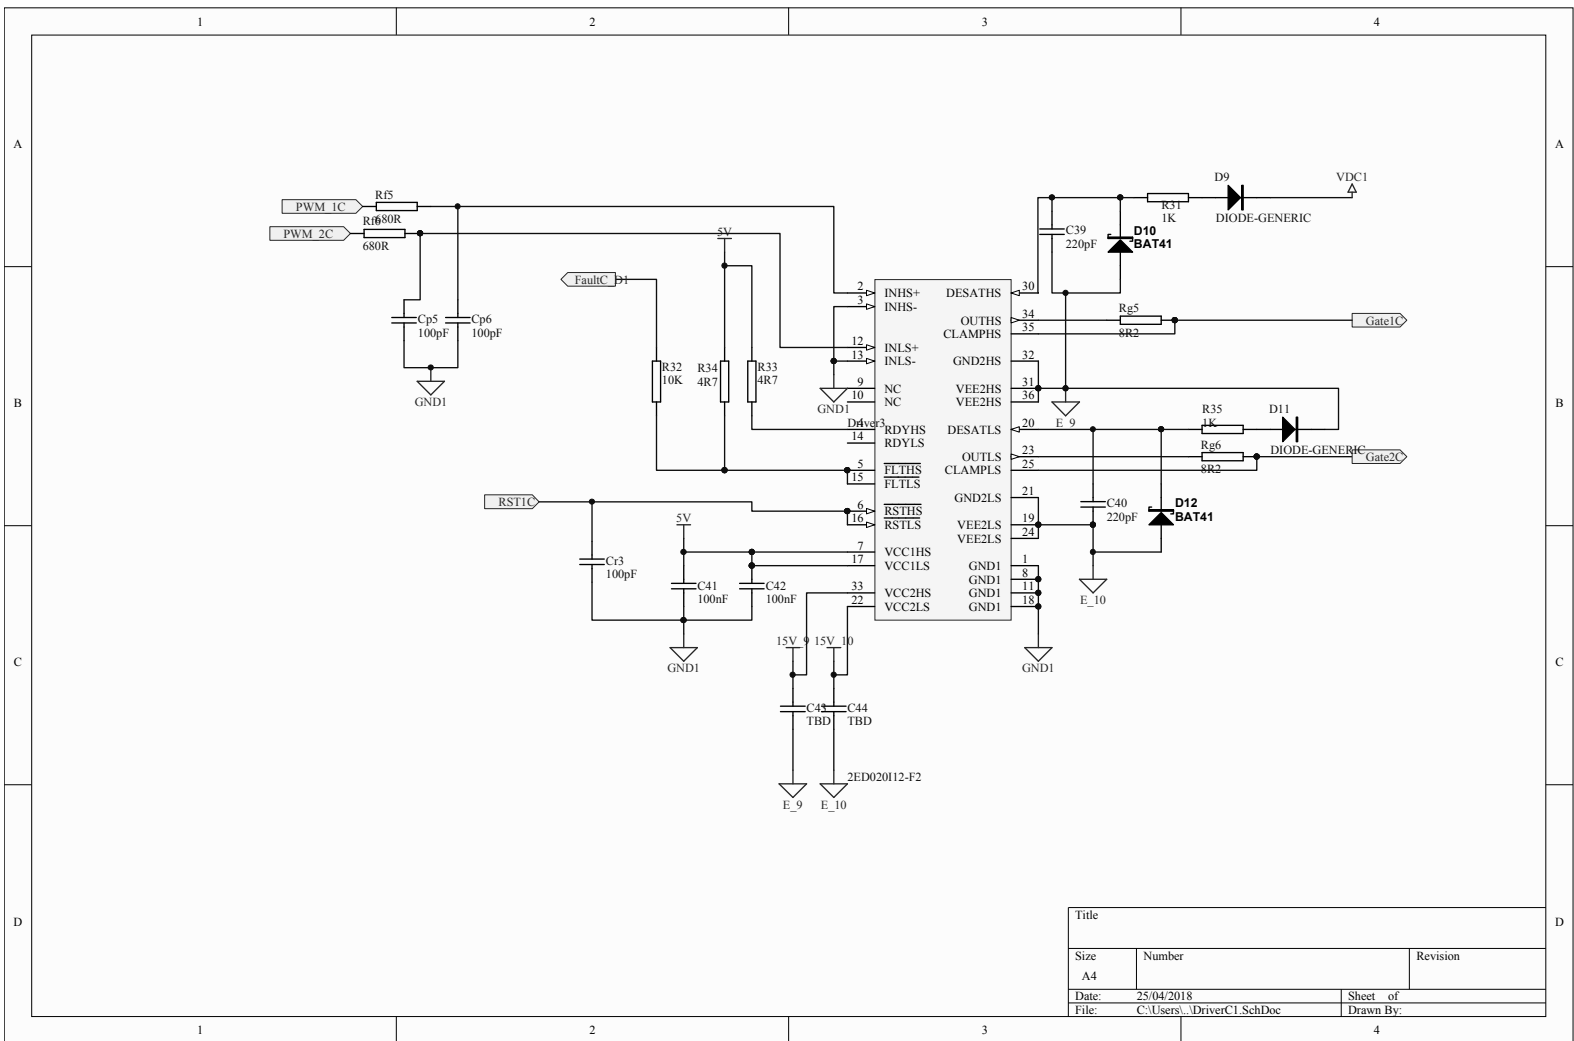 1 2 3 4
A A
B B
C C
D D
1 2 3 4
PWM_1C
Rf5
680R
PWM_2C
Rf6
680R
Cp5
100pF
Cp6
100pF
GND1
FaultC_D1
5V
R32
10K
R34
4R7
R33
4R7
RST1C
Cr3
100pF
5V
C41
100nF
C42
100nF
GND1
GND1
Driver3
2 INHS+
3 INHS-
12 INLS+
13 INLS-
9 NC
10 NC
4 RDYHS
14 RDYLS
5 FLTHS
15 FLTLS
6 RSTHS
16 RSTLS
7 VCC1HS
17 VCC1LS
33 VCC2HS
22 VCC2LS
DESATHS 30
OUTHS 34
CLAMPHS 35
GND2HS 32
VEE2HS 31
VEE2HS 36
DESATLS 20
OUTLS 23
CLAMPLS 25
GND2LS 21
VEE2LS 19
VEE2LS 24
GND1 1
GND1 8
GND1 11
GND1 18
GND1
C39
220pF
D10
BAT41
R31
1K
D9
DIODE-GENERIC
VDC1
Rg5
8R2
Gate1C
E_9
R35
1K
D11
DIODE-GENERIC
Rg6
8R2
Gate2C
C40
220pF
D12
BAT41
E_10
15V_9
15V_10
C43
TBD
C44
TBD
2ED020I12-F2
E_9
E_10
Title
Size Number Revision
A4
Date: 25/04/2018 Sheet of
File: C:\Users\..\DriverC1.SchDoc Drawn By: